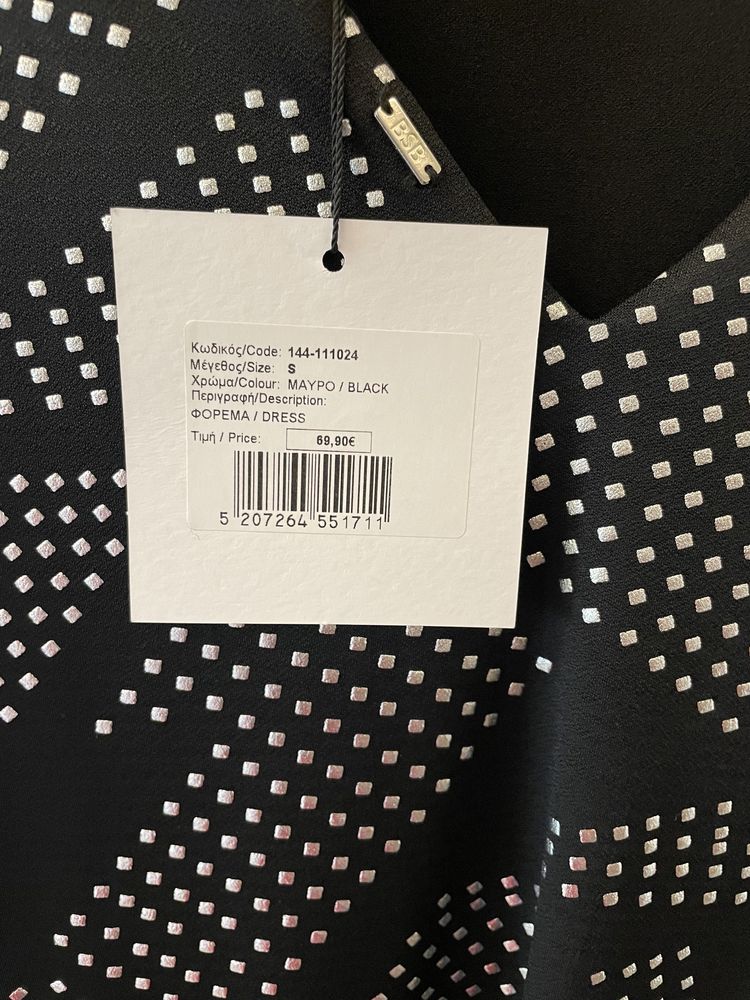 BSB
Κωδικός/Code: 144-111024
Μέγεθος/Size: S
Χρώμα/Colour: ΜΑΥΡΟ / BLACK
Περιγραφή/Description:
ΦΟΡΕΜΑ / DRESS
Τιμή / Price: 69,90€
5 207264 551711